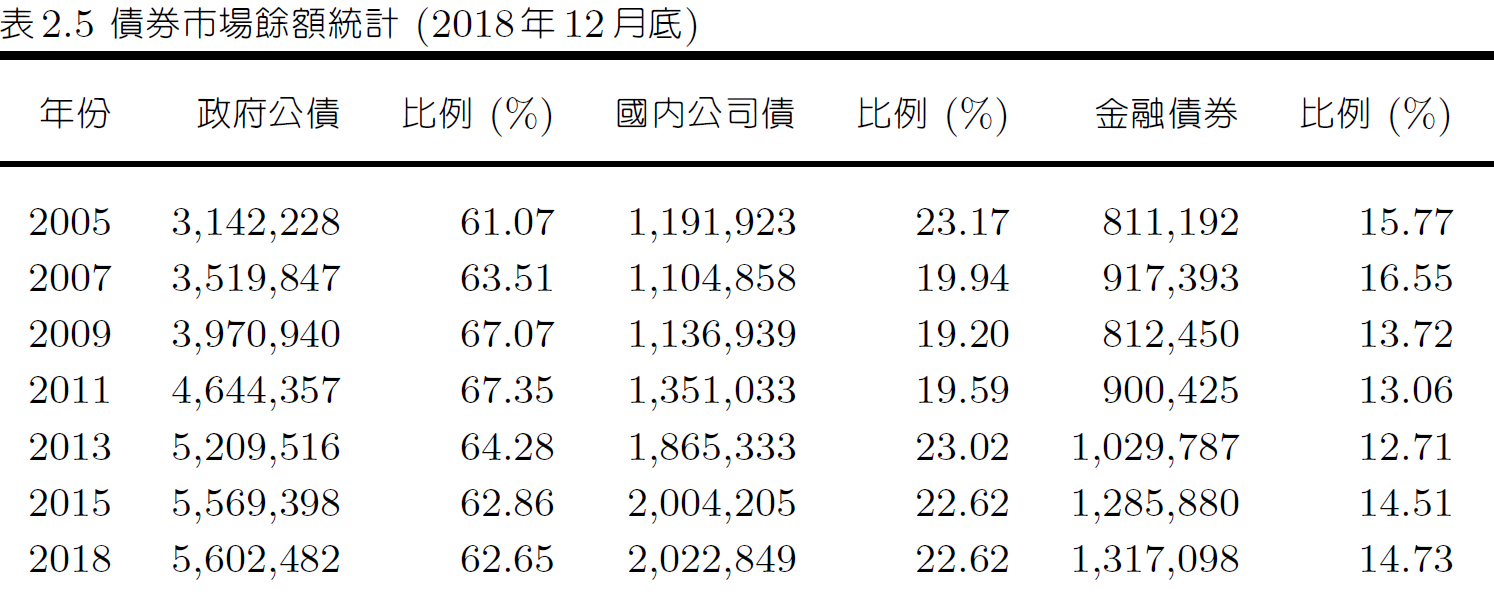 表2.5 債券市場餘額統計 (2018年12月底)
年份 政府公債 比例 (%) 國內公司債 比例 (%) 金融債券 比例 (%)
2005 3,142,228 61.07 1,191,923 23.17 811,192 15.77
2007 3,519,847 63.51 1,104,858 19.94 917,393 16.55
2009 3,970,940 67.07 1,136,939 19.20 812,450 13.72
2011 4,644,357 67.35 1,351,033 19.59 900,425 13.06
2013 5,209,516 64.28 1,865,333 23.02 1,029,787 12.71
2015 5,569,398 62.86 2,004,205 22.62 1,285,880 14.51
2018 5,602,482 62.65 2,022,849 22.62 1,317,098 14.73